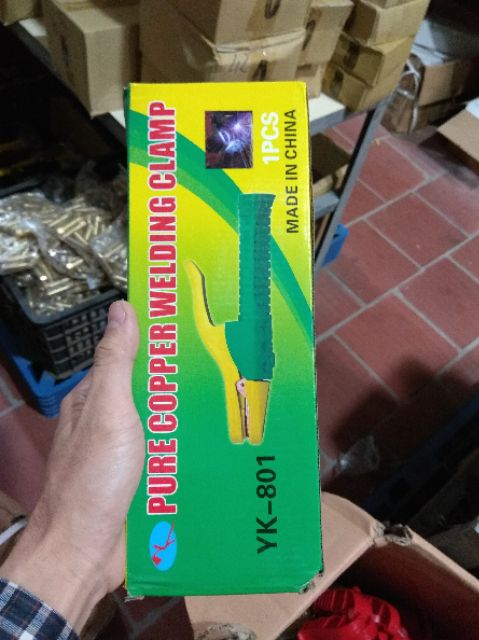 PURE COPPER WELDING CLAMP
1PCS
MADE IN CHINA
YK-801